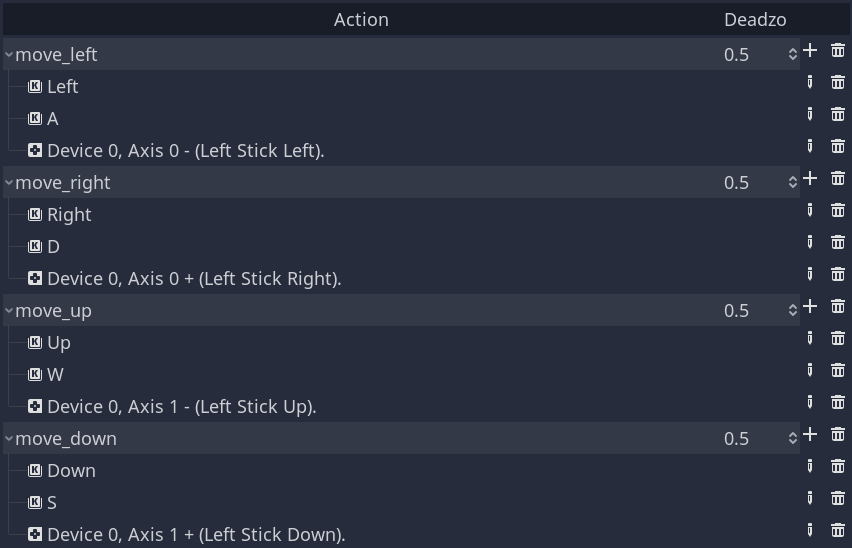 Action Deadzo
move_left 0.5
K Left
K A
Device 0, Axis 0 - (Left Stick Left).
move_right 0.5
K Right
K D
Device 0, Axis 0 + (Left Stick Right).
move_up 0.5
K Up
K W
Device 0, Axis 1 - (Left Stick Up).
move_down 0.5
K Down
K S
Device 0, Axis 1 + (Left Stick Down).